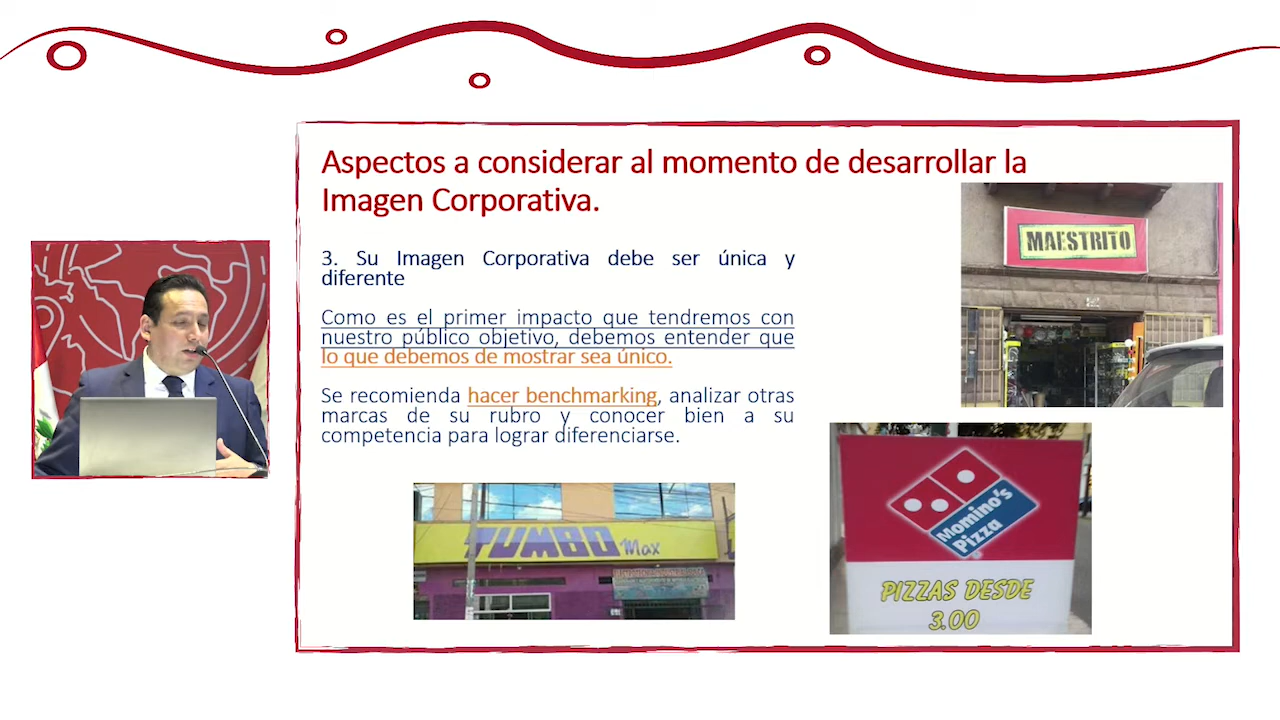 Aspectos a considerar al momento de desarrollar la
Imagen Corporativa.
3. Su Imagen Corporativa debe ser única y
diferente
Como es el primer impacto que tendremos con
nuestro público objetivo, debemos entender que
lo que debemos de mostrar sea único.
Se recomienda hacer benchmarking, analizar otras
marcas de su rubro y conocer bien a su
competencia para lograr diferenciarse.
MAESTRITO
YUMBO Max
Momino's
Pizza
PIZZAS DESDE
3.00